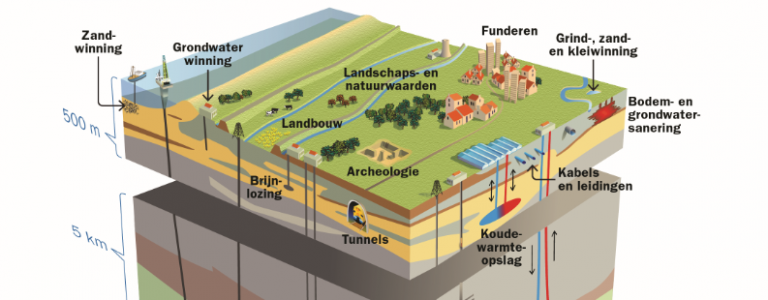 Zand-
winning
Grondwater
winning
Funderen
Grind-, zand-
en kleiwinning
Landschaps- en
natuurwaarden
500 m
Landbouw
Bodem- en
grondwater-
sanering
Archeologie
Kabels
en leidingen
Brijn-
lozing
Tunnels
Koude-
warmte-
opslag
5 km